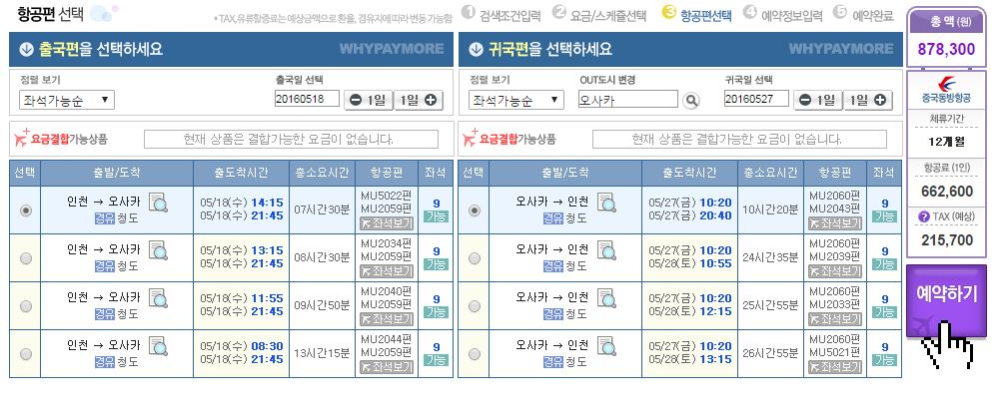 항공편 선택
* TAX,유류할증료는 예상금액으로 환율, 경유지에 따라 변동 가능함
1 검색조건입력 2 요금/스케쥴선택 3 항공편선택 4 예약정보입력 5 예약완료
출국편을 선택하세요 WHYPAYMORE
정렬 보기 출국일 선택
좌석가능순 20160518 1일 1일
요금결합가능상품 현재 상품은 결합가능한 요금이 없습니다.
선택 출발/도착 출도착시간 총소요시간 항공편 좌석
인천 → 오사카 05/18(수) 14:15 07시간30분 MU5022편 9
경유 청도 05/18(수) 21:45 MU2059편 가능
좌석보기
인천 → 오사카 05/18(수) 13:15 08시간30분 MU2034편 9
경유 청도 05/18(수) 21:45 MU2059편 가능
좌석보기
인천 → 오사카 05/18(수) 11:55 09시간50분 MU2040편 9
경유 청도 05/18(수) 21:45 MU2059편 가능
좌석보기
인천 → 오사카 05/18(수) 08:30 13시간15분 MU2044편 9
경유 청도 05/18(수) 21:45 MU2059편 가능
좌석보기
귀국편을 선택하세요 WHYPAYMORE
정렬 보기 OUT도시 변경 귀국일 선택
좌석가능순 오사카 20160527 1일 1일
요금결합가능상품 현재 상품은 결합가능한 요금이 없습니다.
선택 출발/도착 출도착시간 총소요시간 항공편 좌석
오사카 → 인천 05/27(금) 10:20 10시간20분 MU2060편 9
경유 청도 05/27(금) 20:40 MU2043편 가능
좌석보기
오사카 → 인천 05/27(금) 10:20 24시간35분 MU2060편 9
경유 청도 05/28(토) 10:55 MU2039편 가능
좌석보기
오사카 → 인천 05/27(금) 10:20 25시간55분 MU2060편 9
경유 청도 05/28(토) 12:15 MU2033편 가능
좌석보기
오사카 → 인천 05/27(금) 10:20 26시간55분 MU2060편 9
경유 청도 05/28(토) 13:15 MU5021편 가능
좌석보기
총 액 (원)
878,300
중국동방항공
체류기간
12개월
항공료 (1인)
662,600
? TAX (예상)
215,700
예약하기